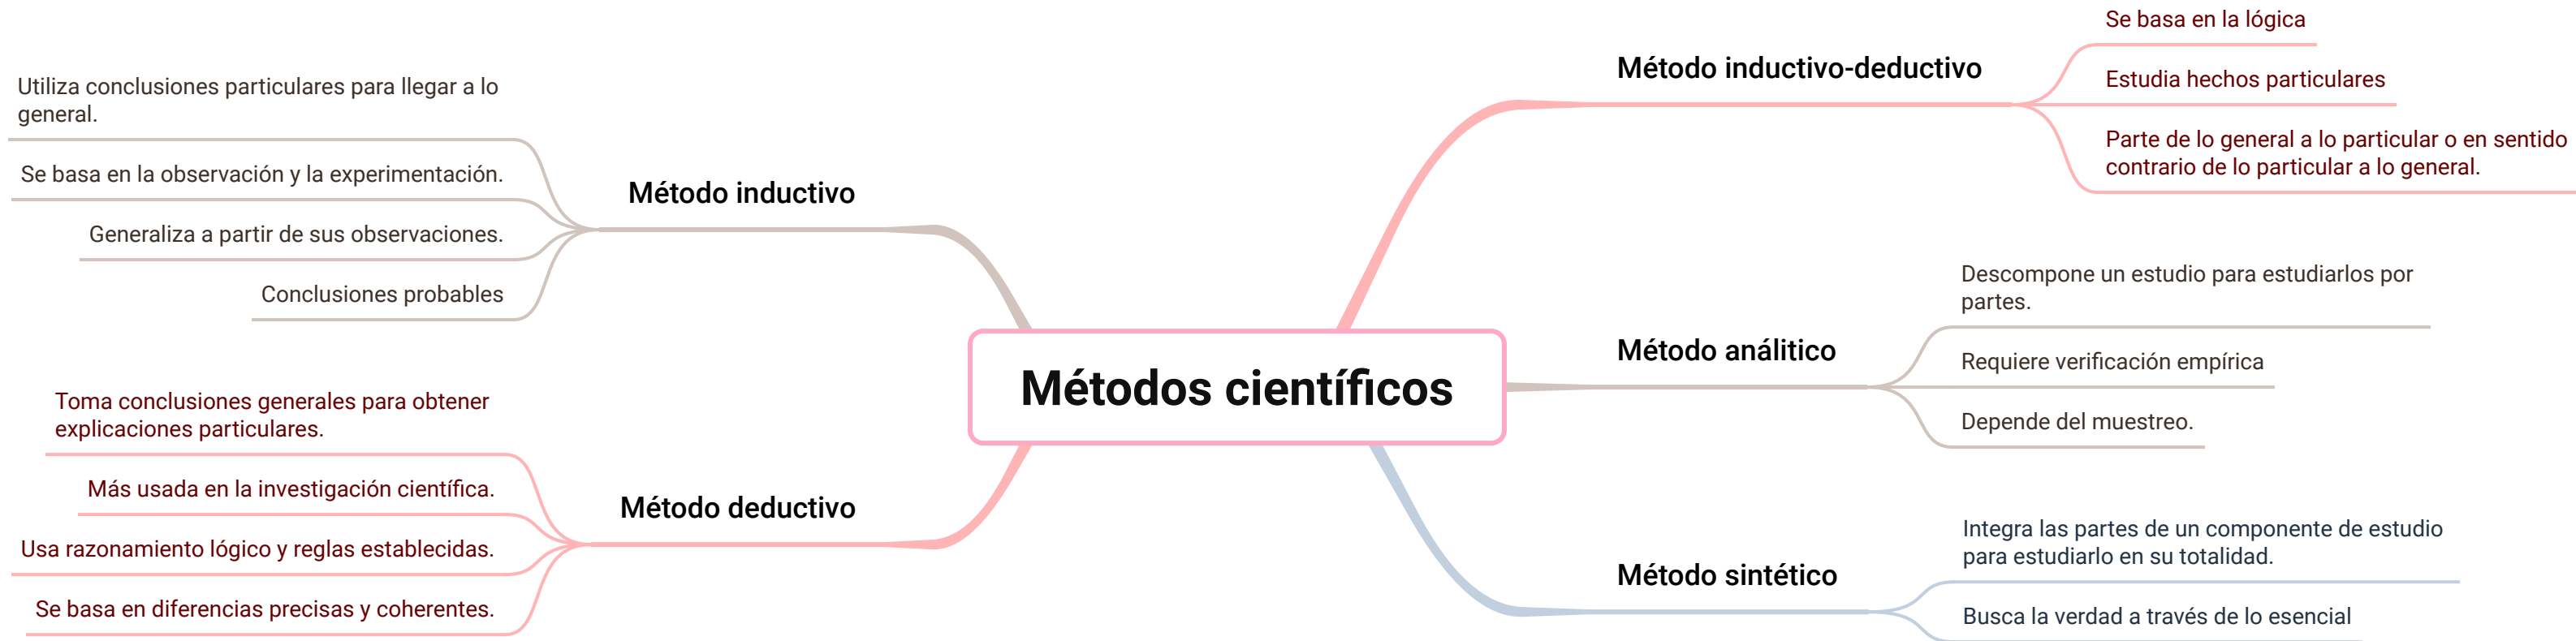 Métodos científicos
Método inductivo
Utiliza conclusiones particulares para llegar a lo
general.
Se basa en la observación y la experimentación.
Generaliza a partir de sus observaciones.
Conclusiones probables
Método deductivo
Toma conclusiones generales para obtener
explicaciones particulares.
Más usada en la investigación científica.
Usa razonamiento lógico y reglas establecidas.
Se basa en diferencias precisas y coherentes.
Método inductivo-deductivo
Se basa en la lógica
Estudia hechos particulares
Parte de lo general a lo particular o en sentido
contrario de lo particular a lo general.
Método análitico
Descompone un estudio para estudiarlos por
partes.
Requiere verificación empírica
Depende del muestreo.
Método sintético
Integra las partes de un componente de estudio
para estudiarlo en su totalidad.
Busca la verdad a través de lo esencial